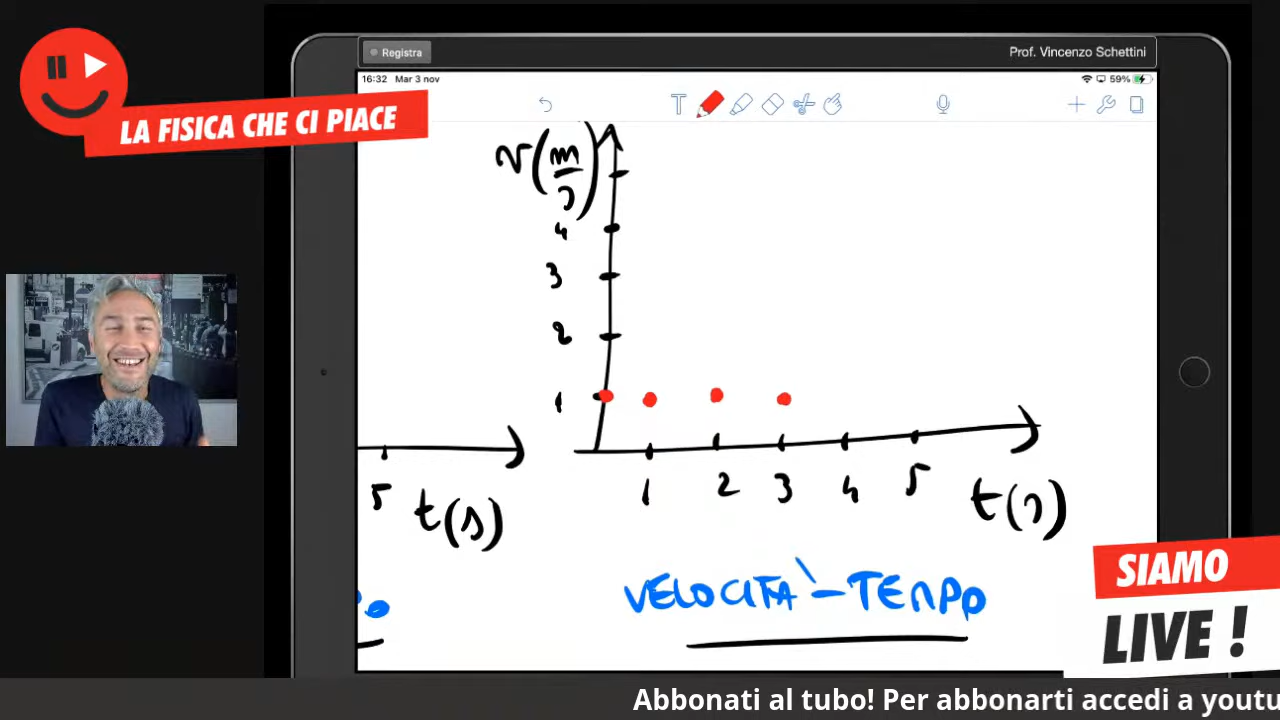 Registra
Prof. Vincenzo Schettini
16:32 Mar 3 nov
59%
LA FISICA CHE CI PIACE
T
v(m/s)
4
3
2
1
1 2 3 4 5
t(s)
5
t(s)
VELOCITÀ - TEMPO
SIAMO
LIVE !
Abbonati al tubo! Per abbonarti accedi a youtu